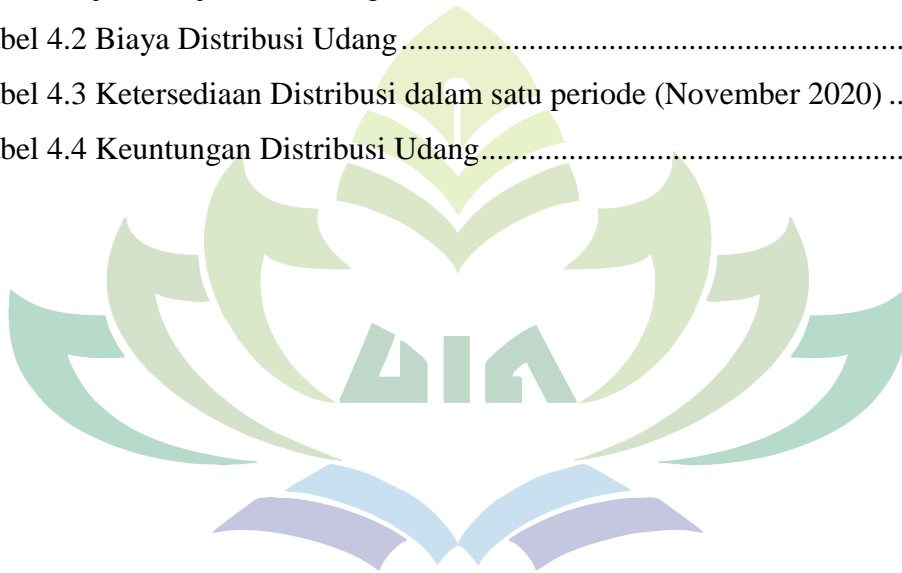 bel 4.2 Biaya Distribusi Udang................................................................
bel 4.3 Ketersediaan Distribusi dalam satu periode (November 2020) ..
bel 4.4 Keuntungan Distribusi Udang.....................................................
UIN